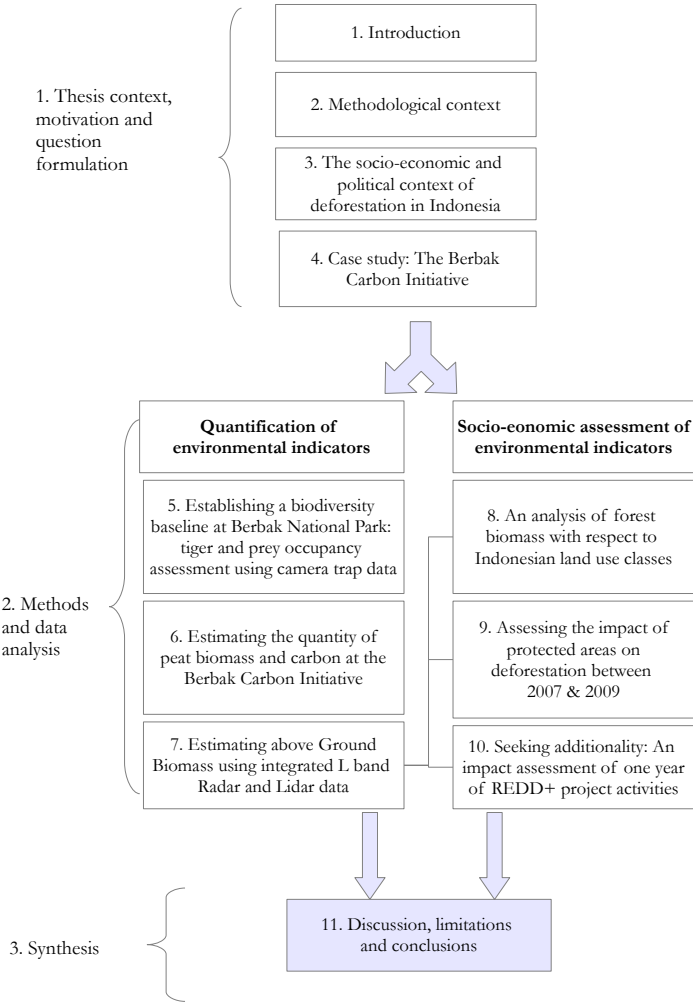 1. Introduction
2. Methodological context
1. Thesis context,
motivation and
question
formulation
3. The socio-economic and
political context of
deforestation in Indonesia
4. Case study: The Berbak
Carbon Initiative
Quantification of
environmental indicators
Socio-eonomic assessment of
environmental indicators
2. Methods
and data
analysis
5. Establishing a biodiversity
baseline at Berbak National Park:
tiger and prey occupancy
assessment using camera trap data
6. Estimating the quantity of
peat biomass and carbon at the
Berbak Carbon Initiative
7. Estimating above Ground
Biomass using integrated L band
Radar and Lidar data
8. An analysis of forest
biomass with respect to
Indonesian land use classes
9. Assessing the impact of
protected areas on
deforestation between
2007 & 2009
10. Seeking additionality: An
impact assessment of one year
of REDD+ project activities
3. Synthesis
11. Discussion, limitations
and conclusions